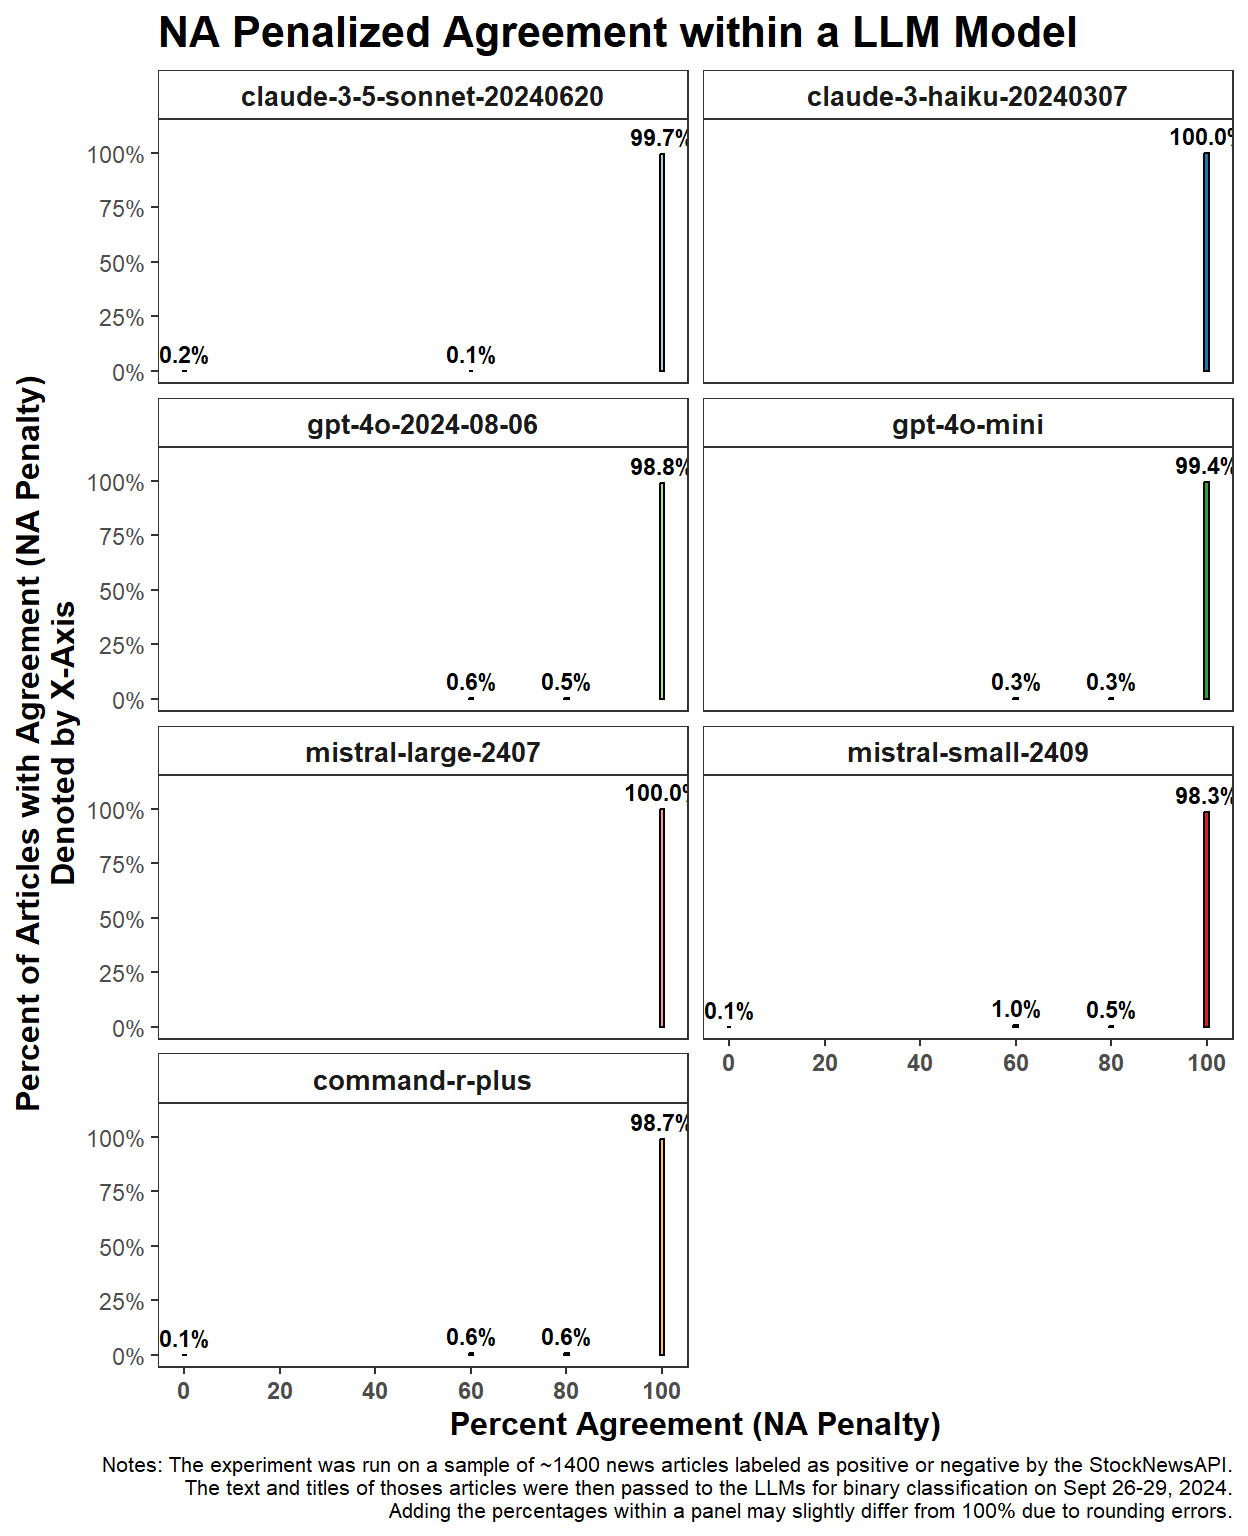 NA Penalized Agreement within a LLM Model
Percent of Articles with Agreement (NA Penalty)
Denoted by X-Axis
claude-3-5-sonnet-20240620
100%
75%
50%
25%
0%
0.2%
0.1%
99.7%
claude-3-haiku-20240307
100.0%
gpt-4o-2024-08-06
100%
75%
50%
25%
0%
0.6%
0.5%
98.8%
gpt-4o-mini
0.3%
0.3%
99.4%
mistral-large-2407
100%
75%
50%
25%
0%
100.0%
mistral-small-2409
0.1%
1.0%
0.5%
98.3%
0 20 40 60 80 100
command-r-plus
100%
75%
50%
25%
0%
0.1%
0.6%
0.6%
98.7%
0 20 40 60 80 100
Percent Agreement (NA Penalty)
Notes: The experiment was run on a sample of ~1400 news articles labeled as positive or negative by the StockNewsAPI.
The text and titles of thoses articles were then passed to the LLMs for binary classification on Sept 26-29, 2024.
Adding the percentages within a panel may slightly differ from 100% due to rounding errors.